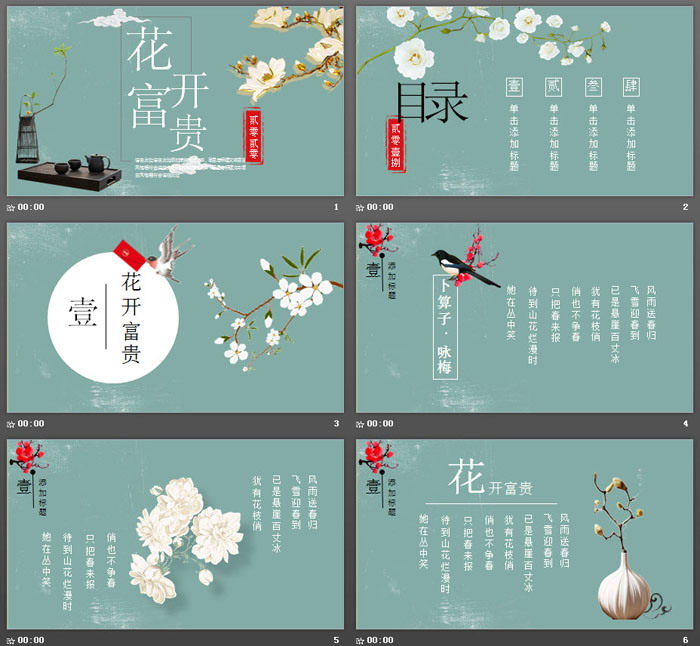 花开
富贵
贰零零贰
00:00
1
目录
贰零壹捌
壹
单击添加标题
贰
单击添加标题
叁
单击添加标题
肆
单击添加标题
00:00
2
壹
花开富贵
00:00
3
壹
添加标题
卜算子·咏梅
风雨送春归
飞雪迎春到
已是悬崖百丈冰
犹有花枝俏
俏也不争春
只把春来报
待到山花烂漫时
她在丛中笑
00:00
4
壹
添加标题
风雨送春归
飞雪迎春到
已是悬崖百丈冰
犹有花枝俏
俏也不争春
只把春来报
待到山花烂漫时
她在丛中笑
00:00
5
壹
添加标题
花开富贵
风雨送春归
飞雪迎春到
已是悬崖百丈冰
犹有花枝俏
俏也不争春
只把春来报
待到山花烂漫时
她在丛中笑
00:00
6